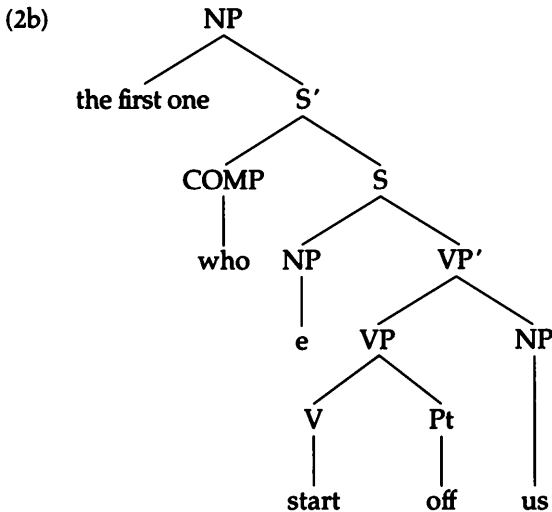 (2b) NP
the first one S′
COMP S
who NP VP′
e VP NP
V Pt
start off us